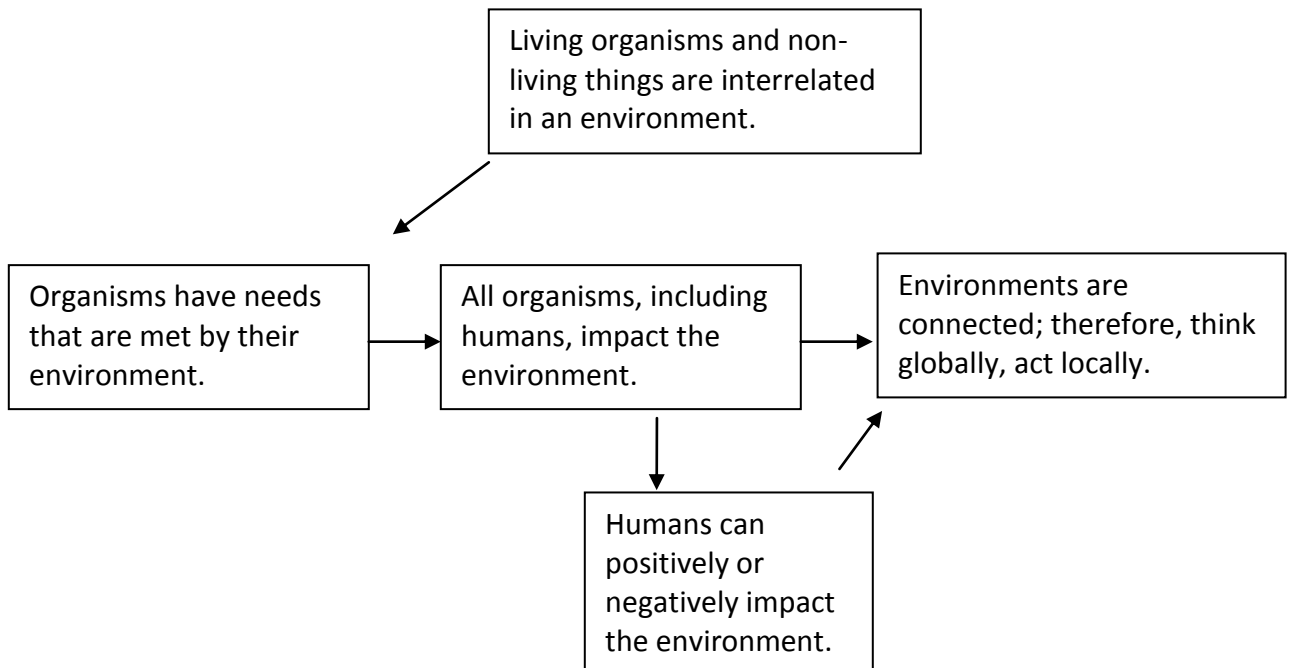 Living organisms and non-
living things are interrelated
in an environment.
Organisms have needs
that are met by their
environment.
All organisms, including
humans, impact the
environment.
Environments are
connected; therefore, think
globally, act locally.
Humans can
positively or
negatively impact
the environment.